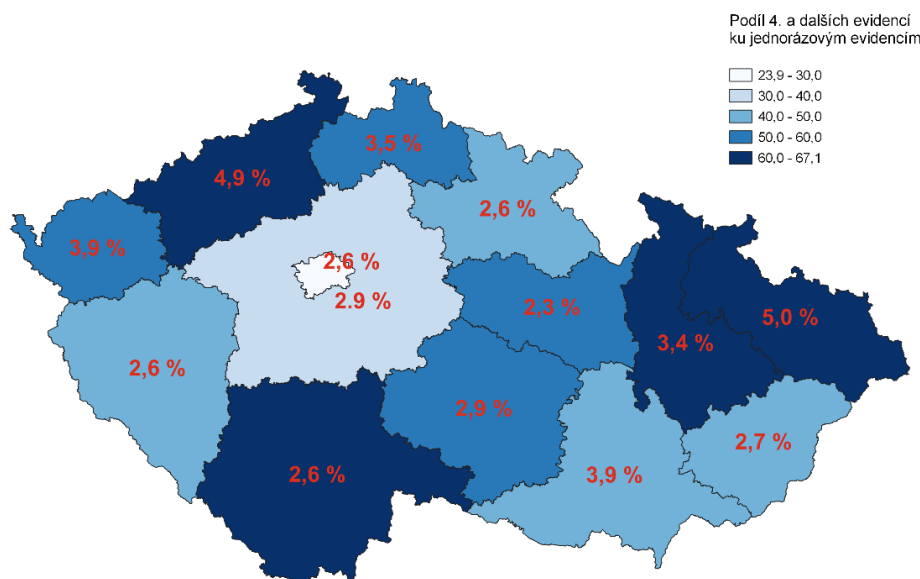 Podíl 4. a dalších evidencí
ku jednorázovým evidencím
23,9 - 30,0
30,0 - 40,0
40,0 - 50,0
50,0 - 60,0
60,0 - 67,1
3,5 %
4,9 %
2,6 %
3,9 %
2,6 %
2.9 %
2,3 %
5,0 %
3,4 %
2,6 %
2,9 %
2,7 %
2,6 %
3,9 %